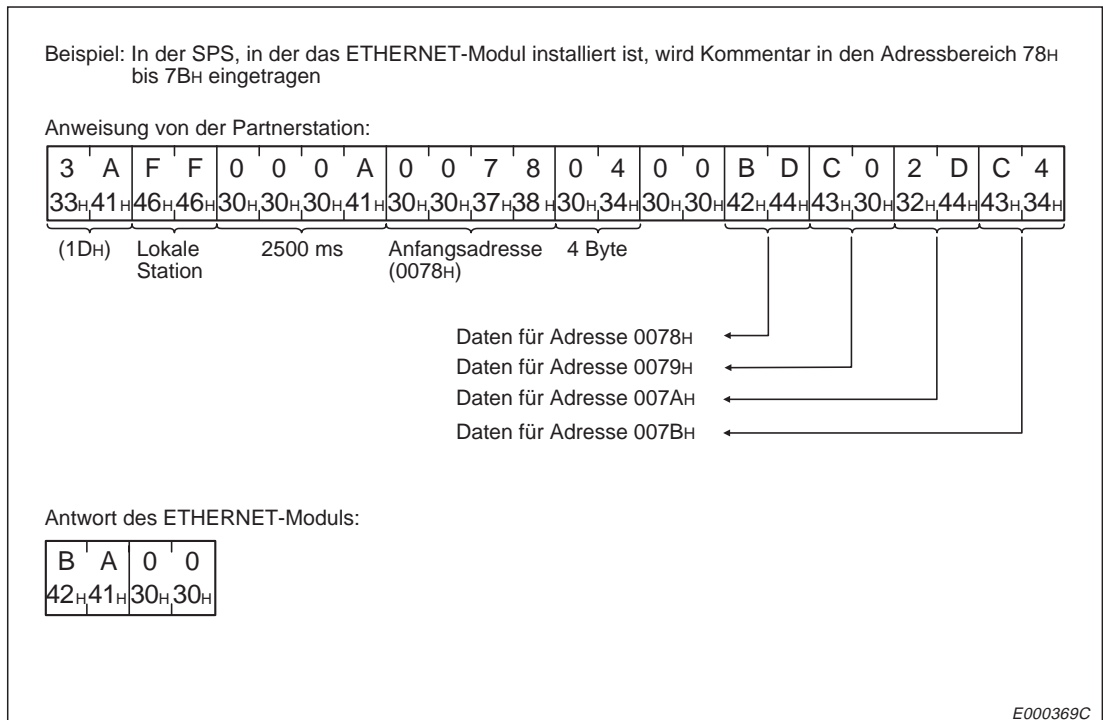 Beispiel: In der SPS, in der das ETHERNET-Modul installiert ist, wird Kommentar in den Adressbereich 78H
bis 7BH eingetragen
Anweisung von der Partnerstation:
3 A F F 0 0 0 A 0 0 7 8 0 4 0 0 B D C 0 2 D C 4
33H 41H 46H 46H 30H 30H 30H 41H 30H 30H 37H 38H 30H 34H 30H 30H 42H 44H 43H 30H 32H 44H 43H 34H
(1DH) Lokale 2500 ms Anfangsadresse 4 Byte
Station (0078H)
Daten für Adresse 0078H
Daten für Adresse 0079H
Daten für Adresse 007AH
Daten für Adresse 007BH
Antwort des ETHERNET-Moduls:
B A 0 0
42H 41H 30H 30H
E000369C